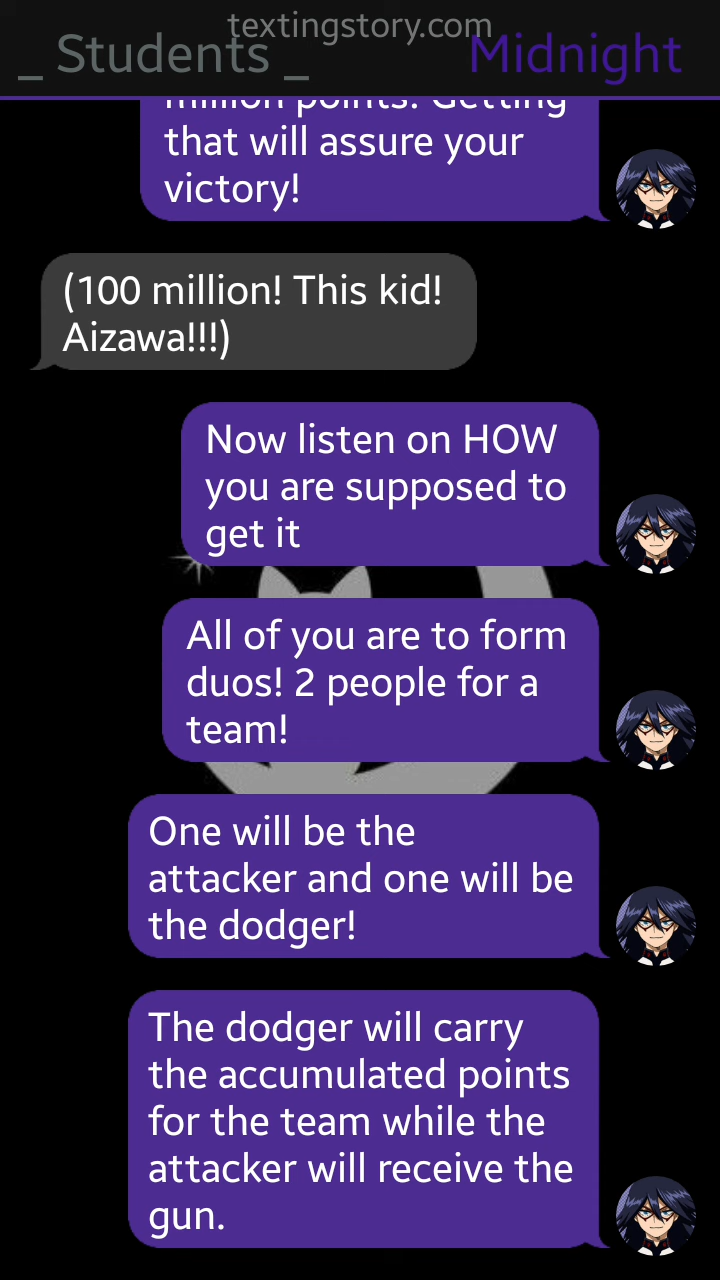 textingstory.com
_ Students _ Midnight
million points! Getting
that will assure your
victory!
(100 million! This kid!
Aizawa!!!)
Now listen on HOW
you are supposed to
get it
All of you are to form
duos! 2 people for a
team!
One will be the
attacker and one will be
the dodger!
The dodger will carry
the accumulated points
for the team while the
attacker will receive the
gun.